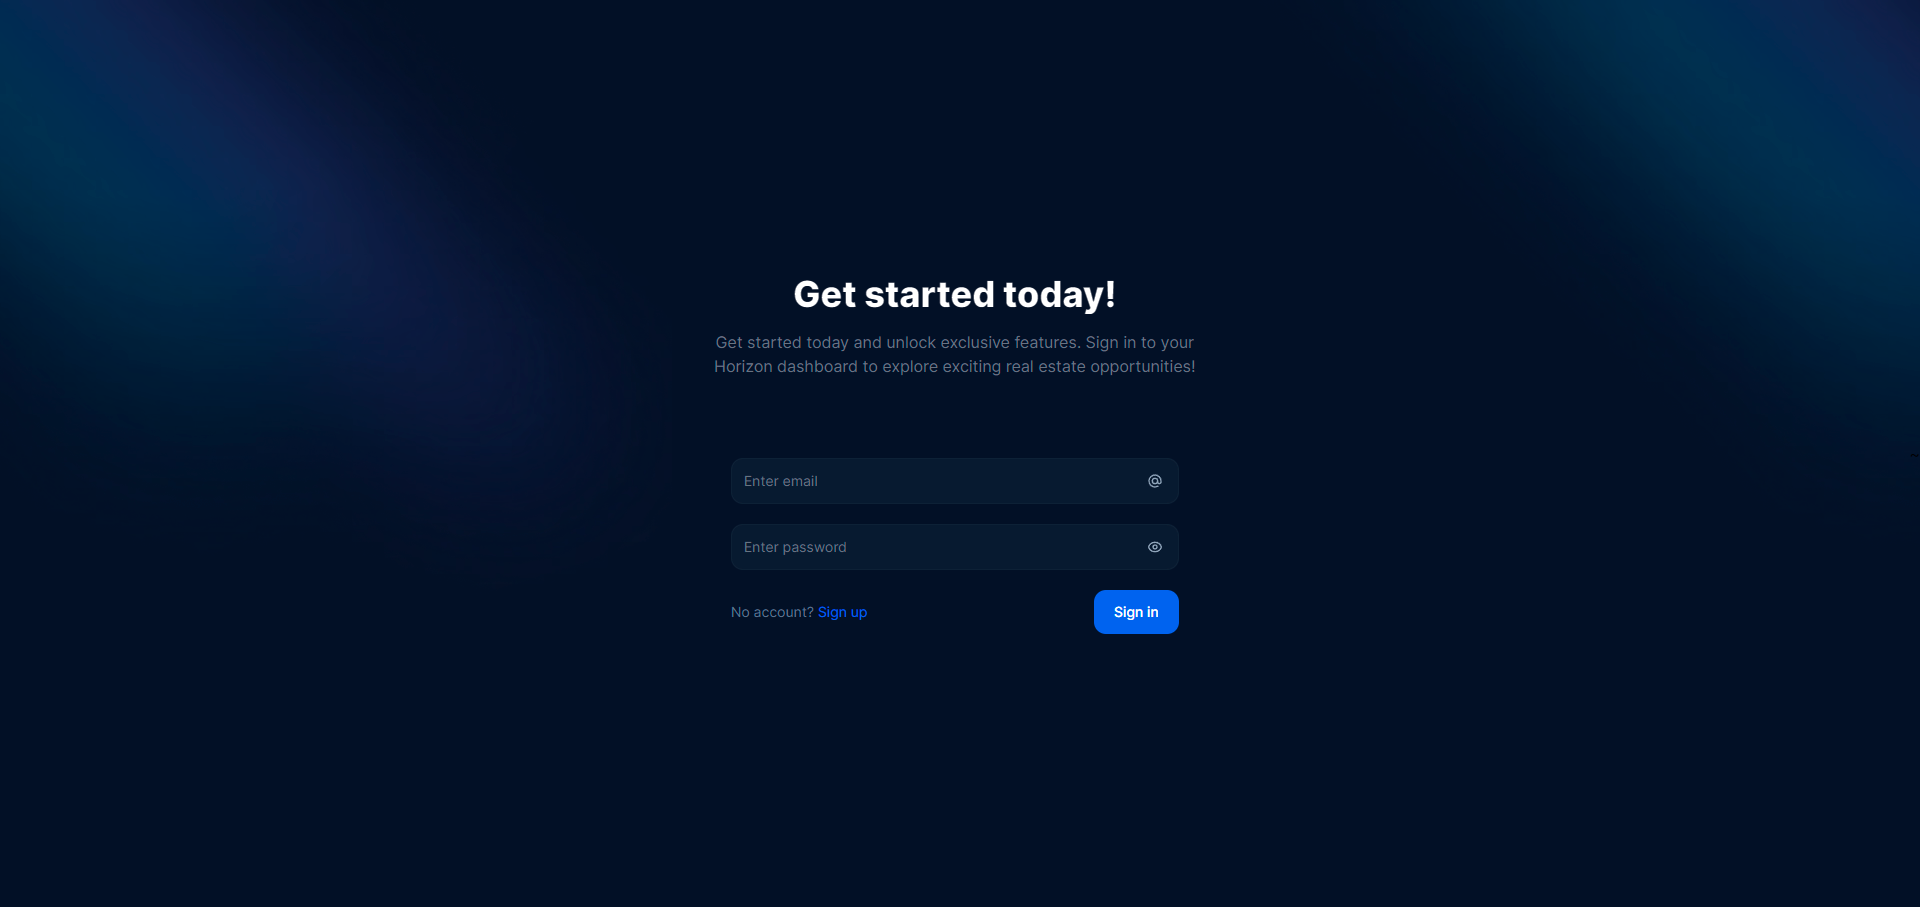 Get started today!
Get started today and unlock exclusive features. Sign in to your
Horizon dashboard to explore exciting real estate opportunities!
Enter email
Enter password
No account? Sign up
Sign in